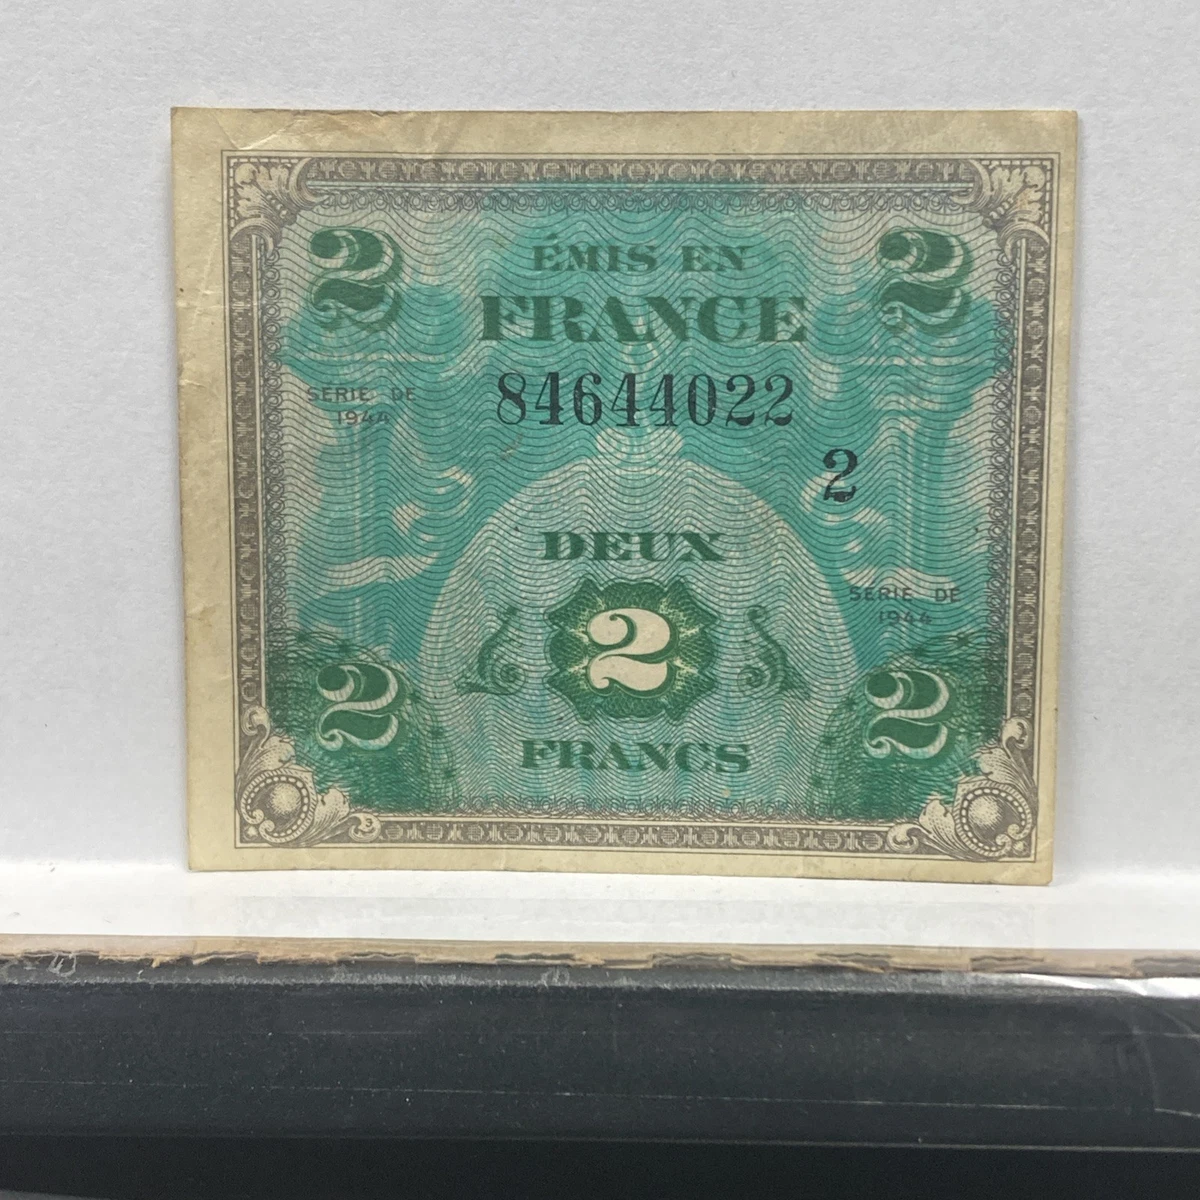 2 2
ÉMIS EN
FRANCE
84644022
SERIE DE
1944
2
DEUX
SERIE DE
1944
2
2 2
FRANCS
3